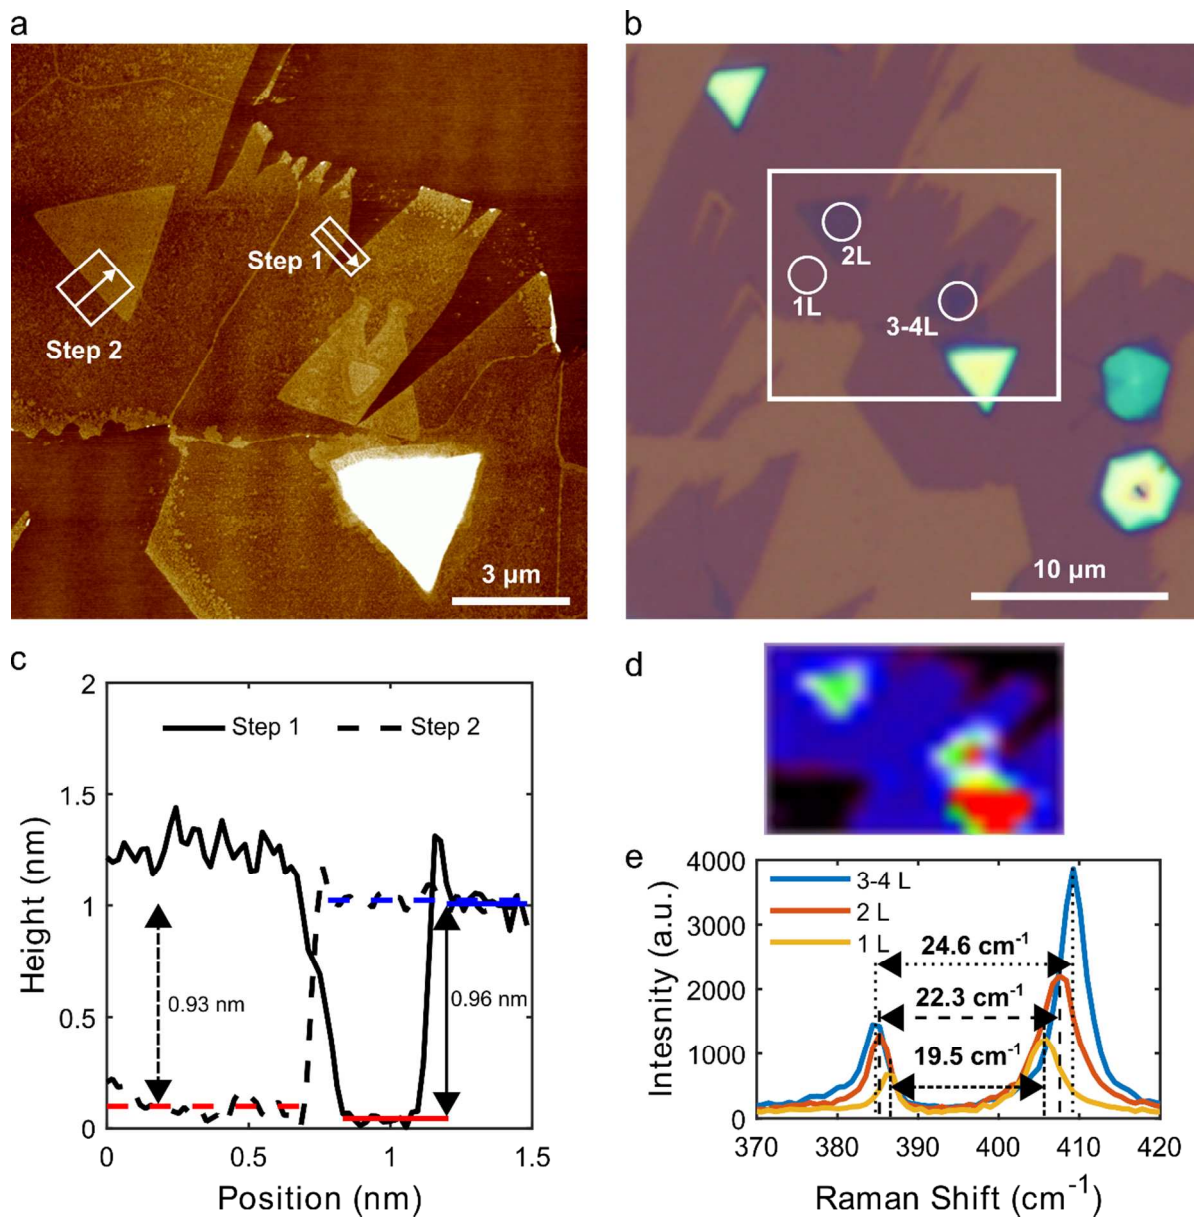 a
Step 1
Step 2
3 μm
b
2L
1L
3-4L
10 μm
c
2
1.5
1
0.5
0
Height (nm)
Step 1
Step 2
0.93 nm
0.96 nm
0
0.5
1
1.5
Position (nm)
d
e
4000
3000
2000
1000
0
Intesnity (a.u.)
3-4 L
2 L
1 L
24.6 cm⁻¹
22.3 cm⁻¹
19.5 cm⁻¹
370 380 390 400 410 420
Raman Shift (cm⁻¹)